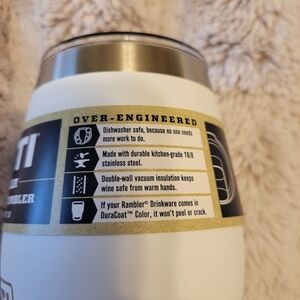 OVER-ENGINEERED
Dishwasher safe, because no one needs
more work to do.
Made with durable kitchen-grade 18/8
stainless steel.
Double-wall vacuum insulation keeps
wine safe from warm hands.
If your Rambler® Drinkware comes in
DuraCoat™ Color, it won't peel or crack.
TI
MBLER